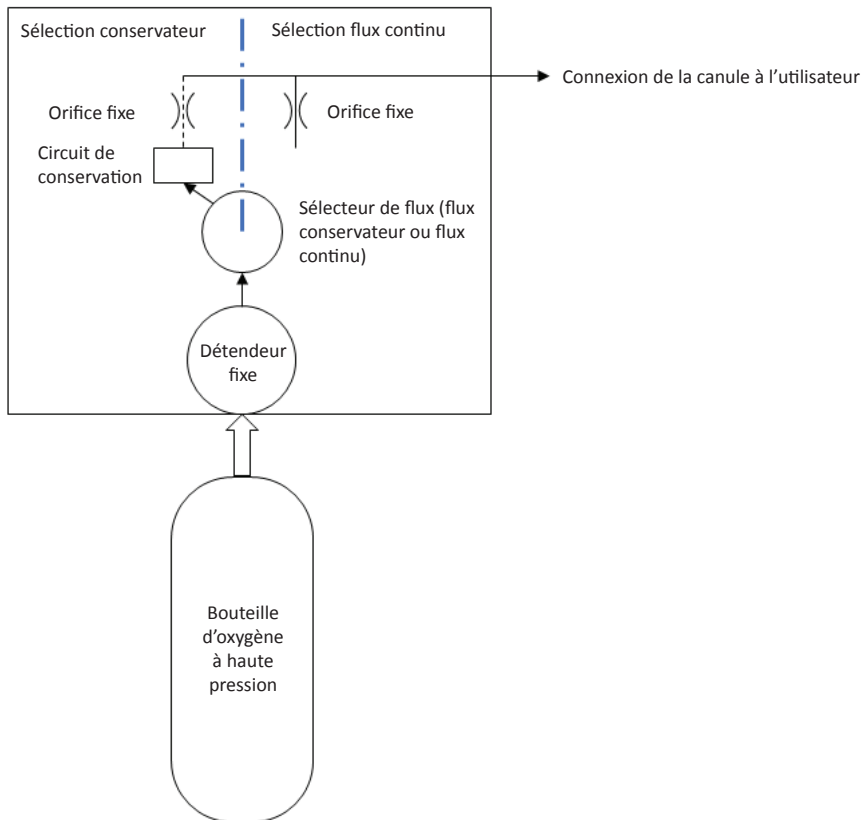 Sélection conservateur
Sélection flux continu
Connexion de la canule à l’utilisateur
Orifice fixe
Orifice fixe
Circuit de
conservation
Sélecteur de flux (flux
conservateur ou flux
continu)
Détendeur
fixe
Bouteille
d’oxygène
à haute
pression